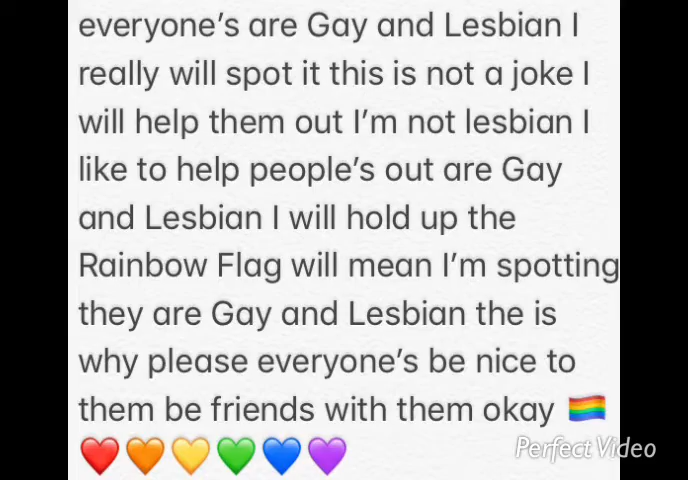 everyone’s are Gay and Lesbian I
really will spot it this is not a joke I
will help them out I’m not lesbian I
like to help people’s out are Gay
and Lesbian I will hold up the
Rainbow Flag will mean I’m spotting
they are Gay and Lesbian the is
why please everyone’s be nice to
them be friends with them okay 🏳️‍🌈
❤️🧡💛💚💙💜
Perfect Video